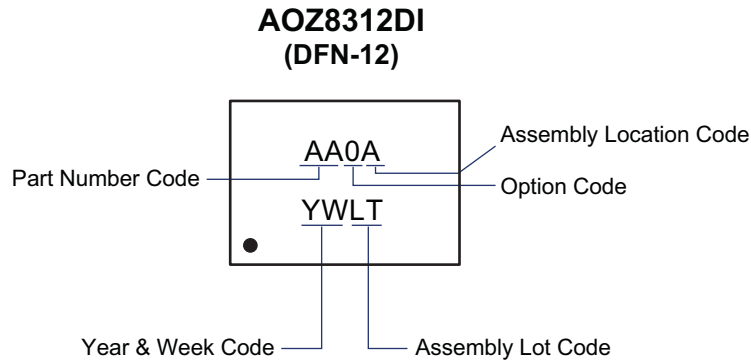 AOZ8312DI
(DFN-12)
AA0A
Assembly Location Code
Part Number Code
Option Code
YWLT
Year & Week Code
Assembly Lot Code